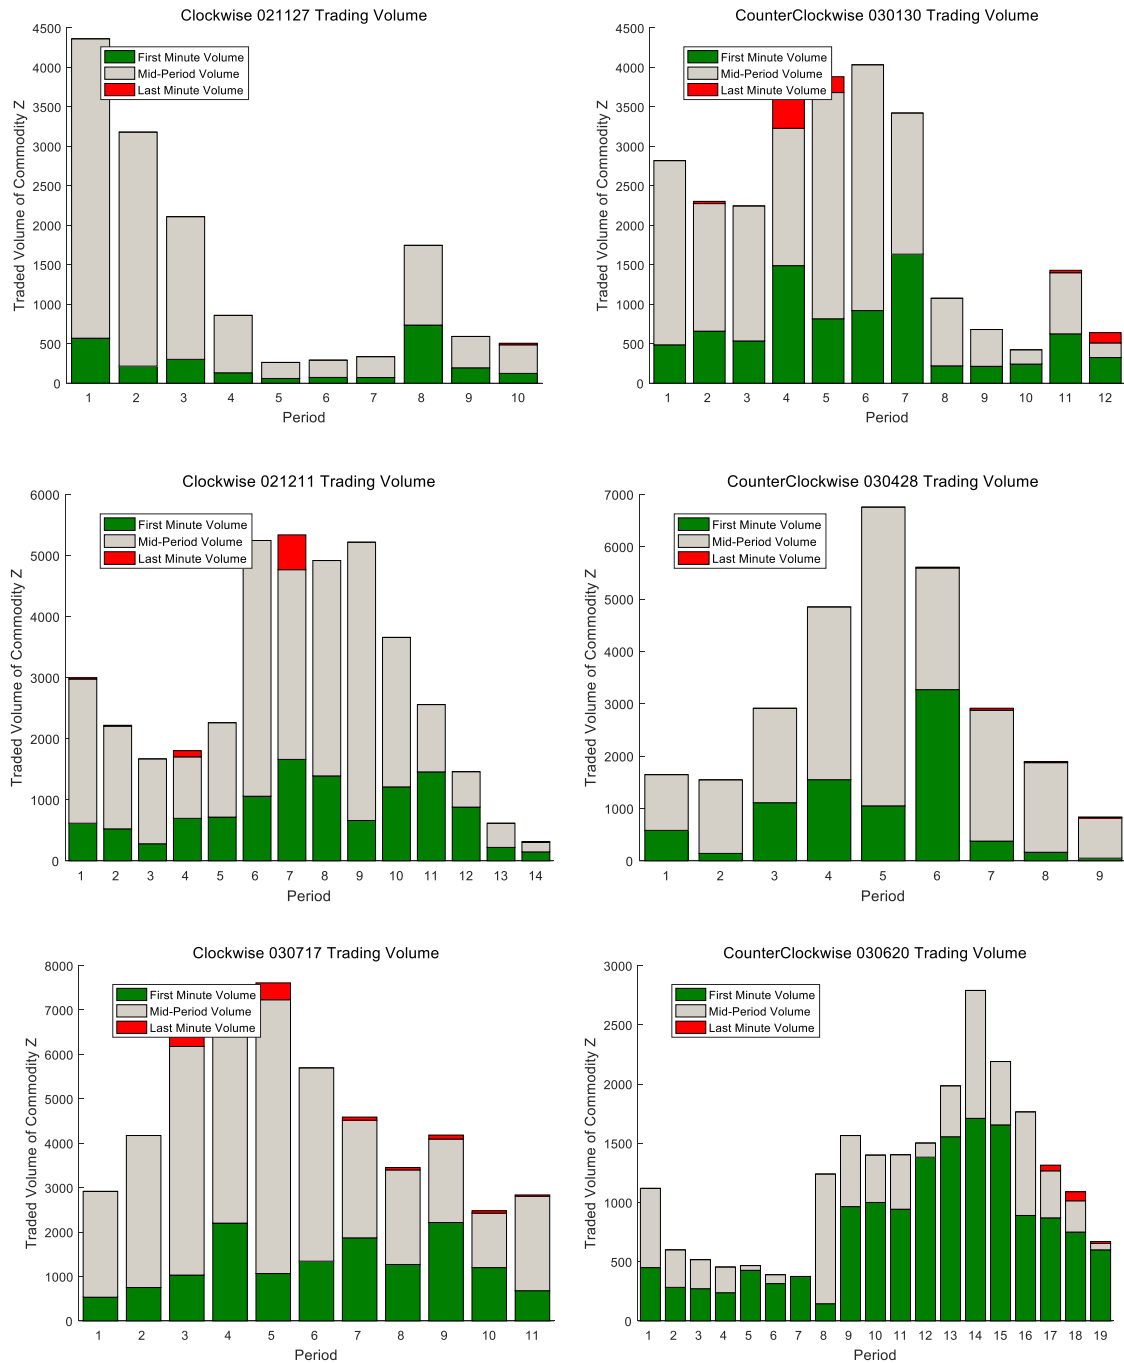 Clockwise 021127 Trading Volume
4500
4000
3500
3000
2500
2000
1500
1000
500
0
Traded Volume of Commodity Z
First Minute Volume
Mid-Period Volume
Last Minute Volume
1 2 3 4 5 6 7 8 9 10
Period
CounterClockwise 030130 Trading Volume
4500
4000
3500
3000
2500
2000
1500
1000
500
0
Traded Volume of Commodity Z
First Minute Volume
Mid-Period Volume
Last Minute Volume
1 2 3 4 5 6 7 8 9 10 11 12
Period
Clockwise 021211 Trading Volume
6000
5000
4000
3000
2000
1000
0
Traded Volume of Commodity Z
First Minute Volume
Mid-Period Volume
Last Minute Volume
1 2 3 4 5 6 7 8 9 10 11 12 13 14
Period
CounterClockwise 030428 Trading Volume
7000
6000
5000
4000
3000
2000
1000
0
Traded Volume of Commodity Z
First Minute Volume
Mid-Period Volume
Last Minute Volume
1 2 3 4 5 6 7 8 9
Period
Clockwise 030717 Trading Volume
8000
7000
6000
5000
4000
3000
2000
1000
0
Traded Volume of Commodity Z
First Minute Volume
Mid-Period Volume
Last Minute Volume
1 2 3 4 5 6 7 8 9 10 11
Period
CounterClockwise 030620 Trading Volume
3000
2500
2000
1500
1000
500
0
Traded Volume of Commodity Z
First Minute Volume
Mid-Period Volume
Last Minute Volume
1 2 3 4 5 6 7 8 9 10 11 12 13 14 15 16 17 18 19
Period